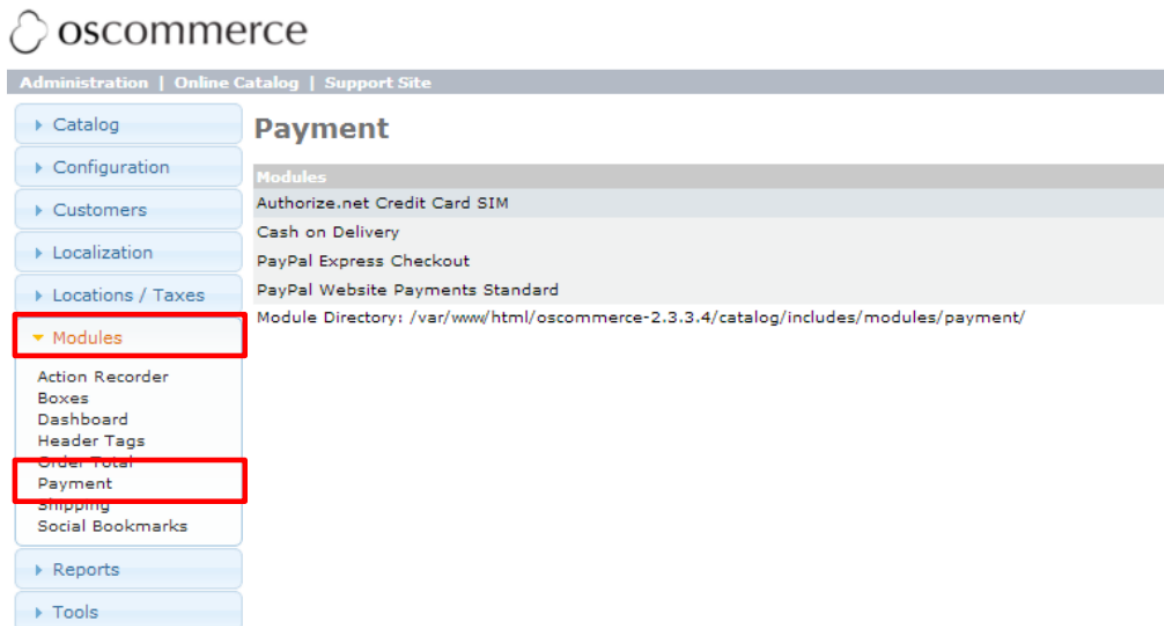 oscommerce
Administration | Online Catalog | Support Site
Catalog
Configuration
Customers
Localization
Locations / Taxes
Modules
Action Recorder
Boxes
Dashboard
Header Tags
Order Total
Payment
Shipping
Social Bookmarks
Reports
Tools
Payment
Modules
Authorize.net Credit Card SIM
Cash on Delivery
PayPal Express Checkout
PayPal Website Payments Standard
Module Directory: /var/www/html/oscommerce-2.3.3.4/catalog/includes/modules/payment/